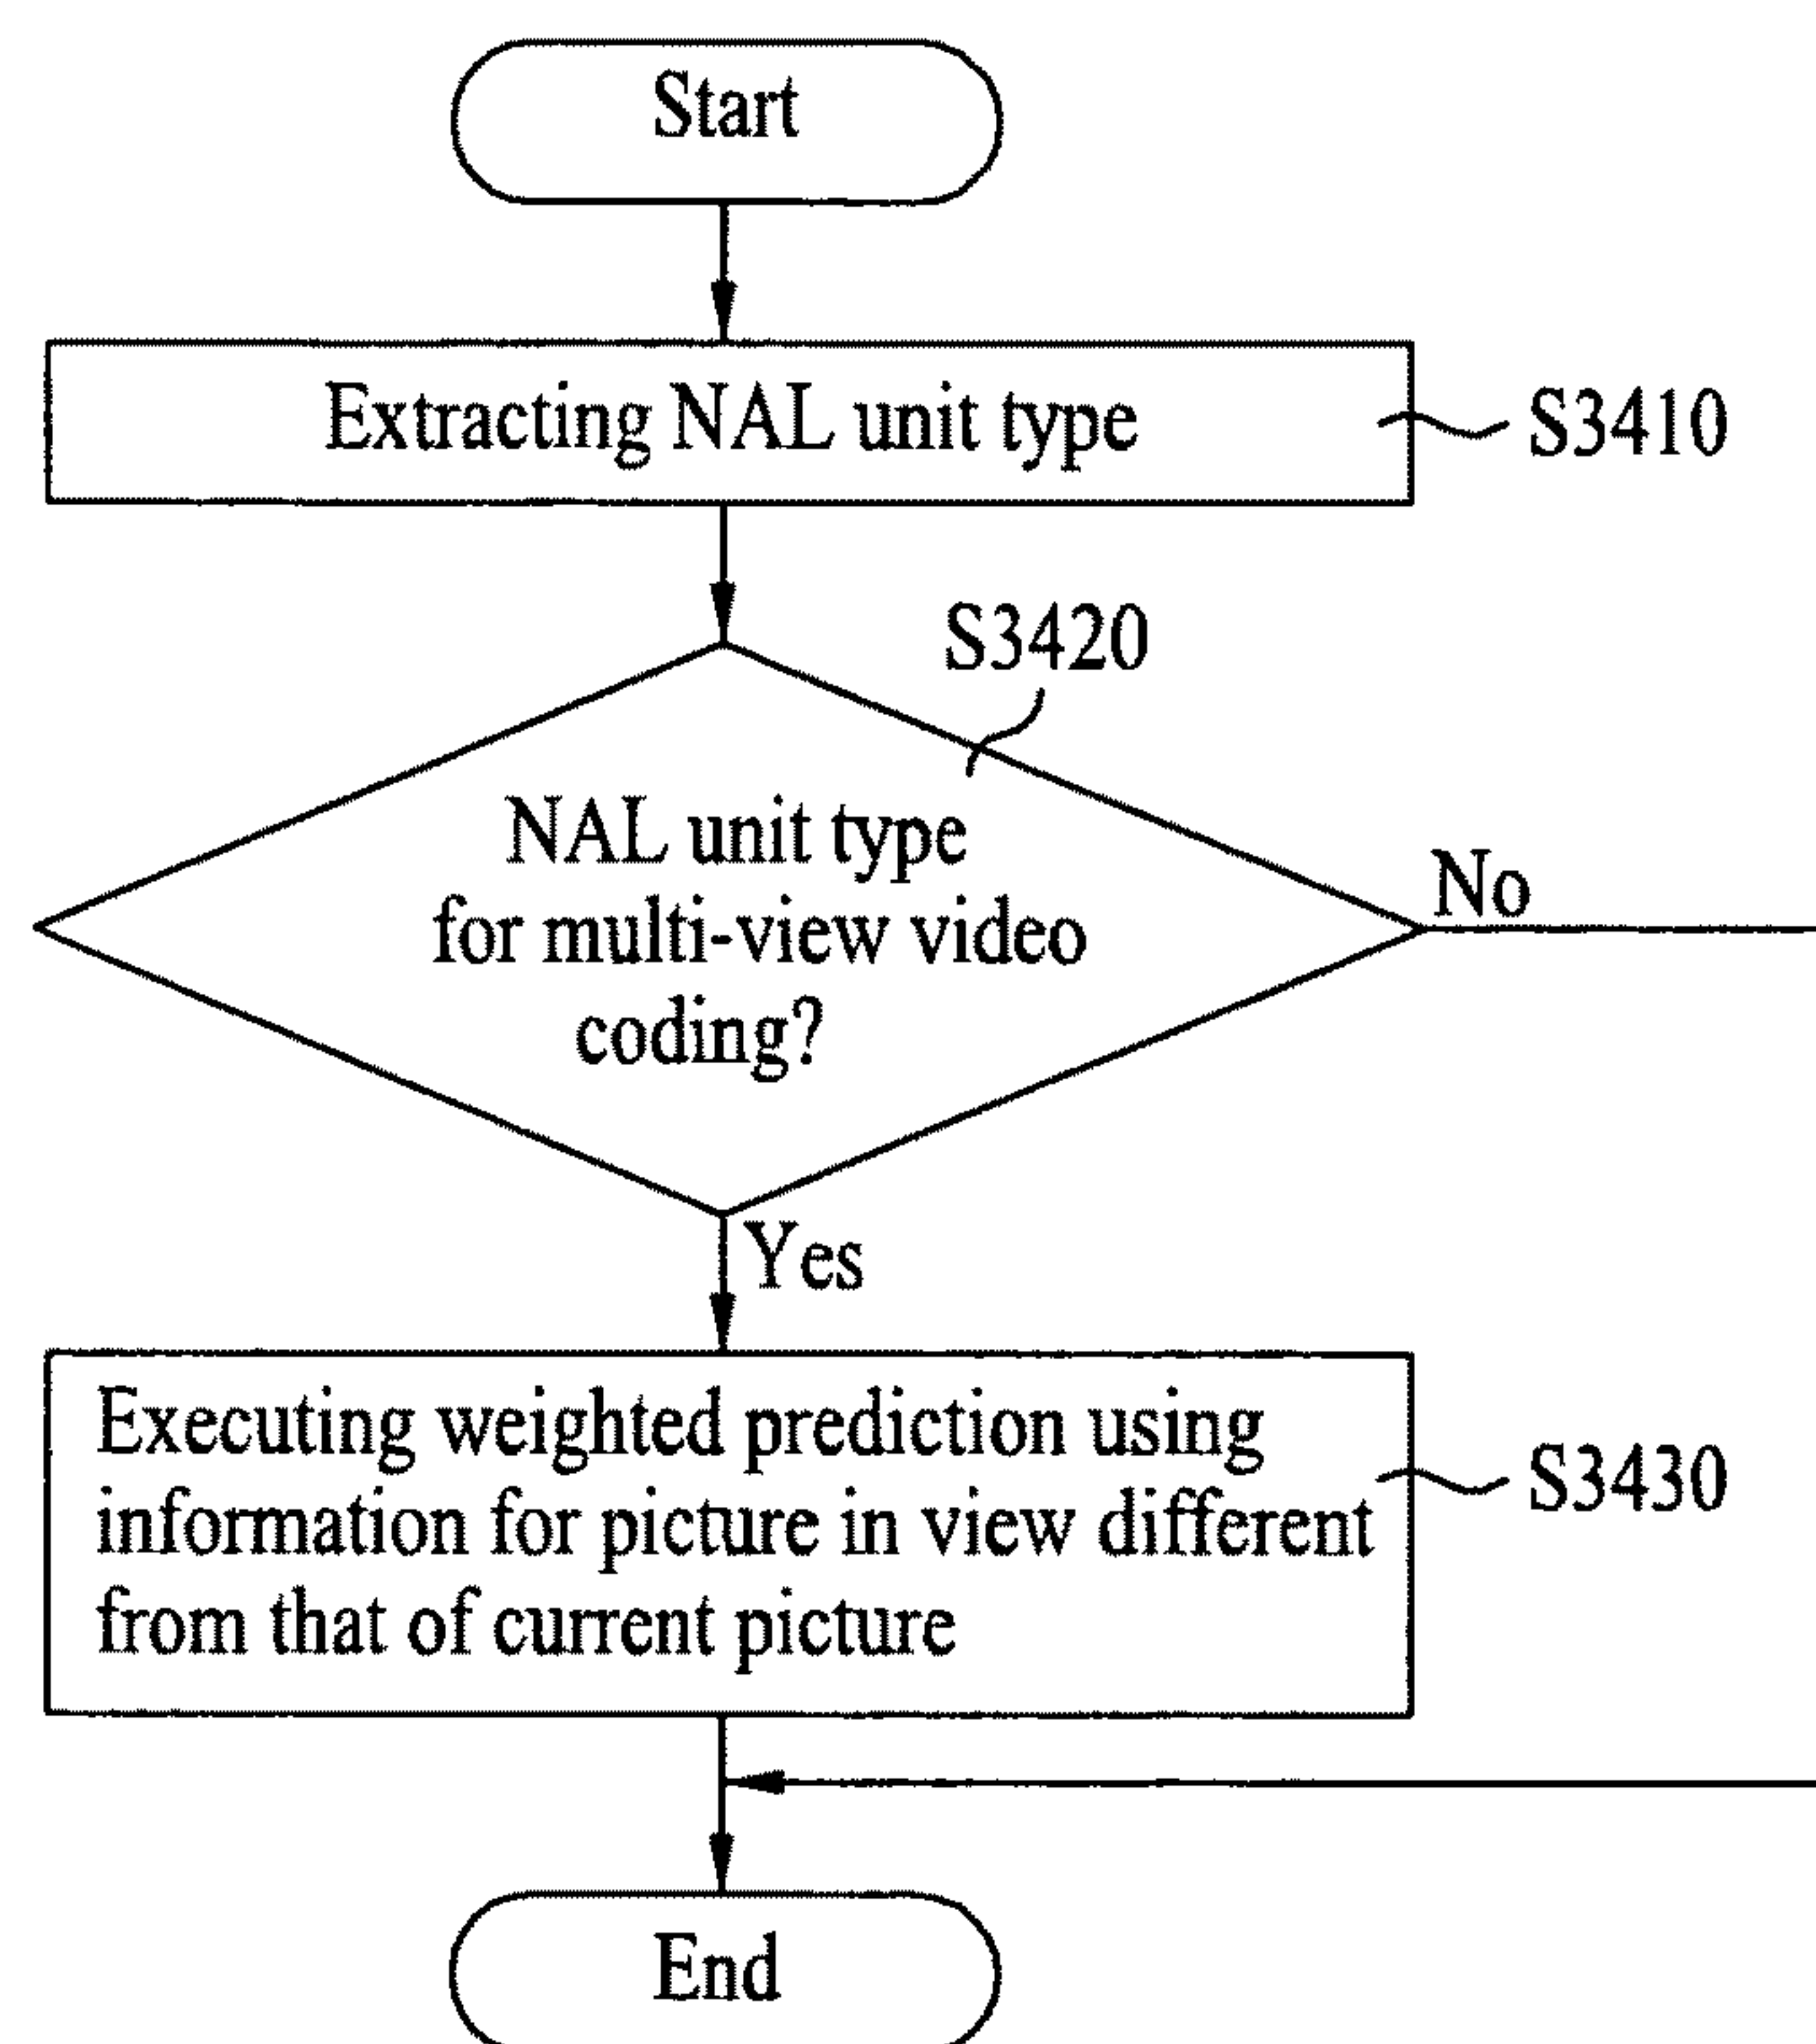 Start
Extracting NAL unit type
S3410
S3420
NAL unit type
for multi-view video
coding?
No
Yes
Executing weighted prediction using
information for picture in view different
from that of current picture
S3430
End